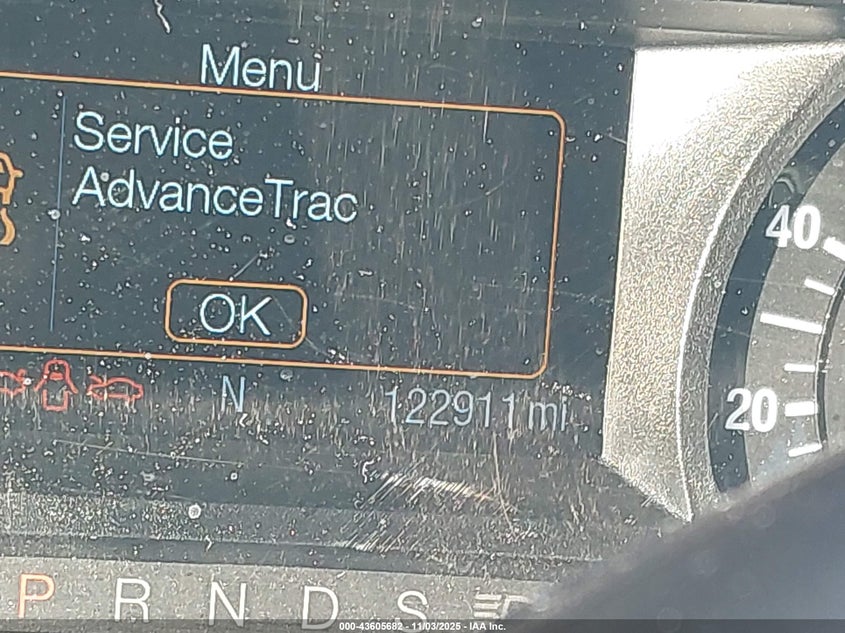 Menu
Service
AdvanceTrac
OK
N
122911 mi
40
20
P R N D S
000-43605682 - 11/03/2025 - IAA Inc.